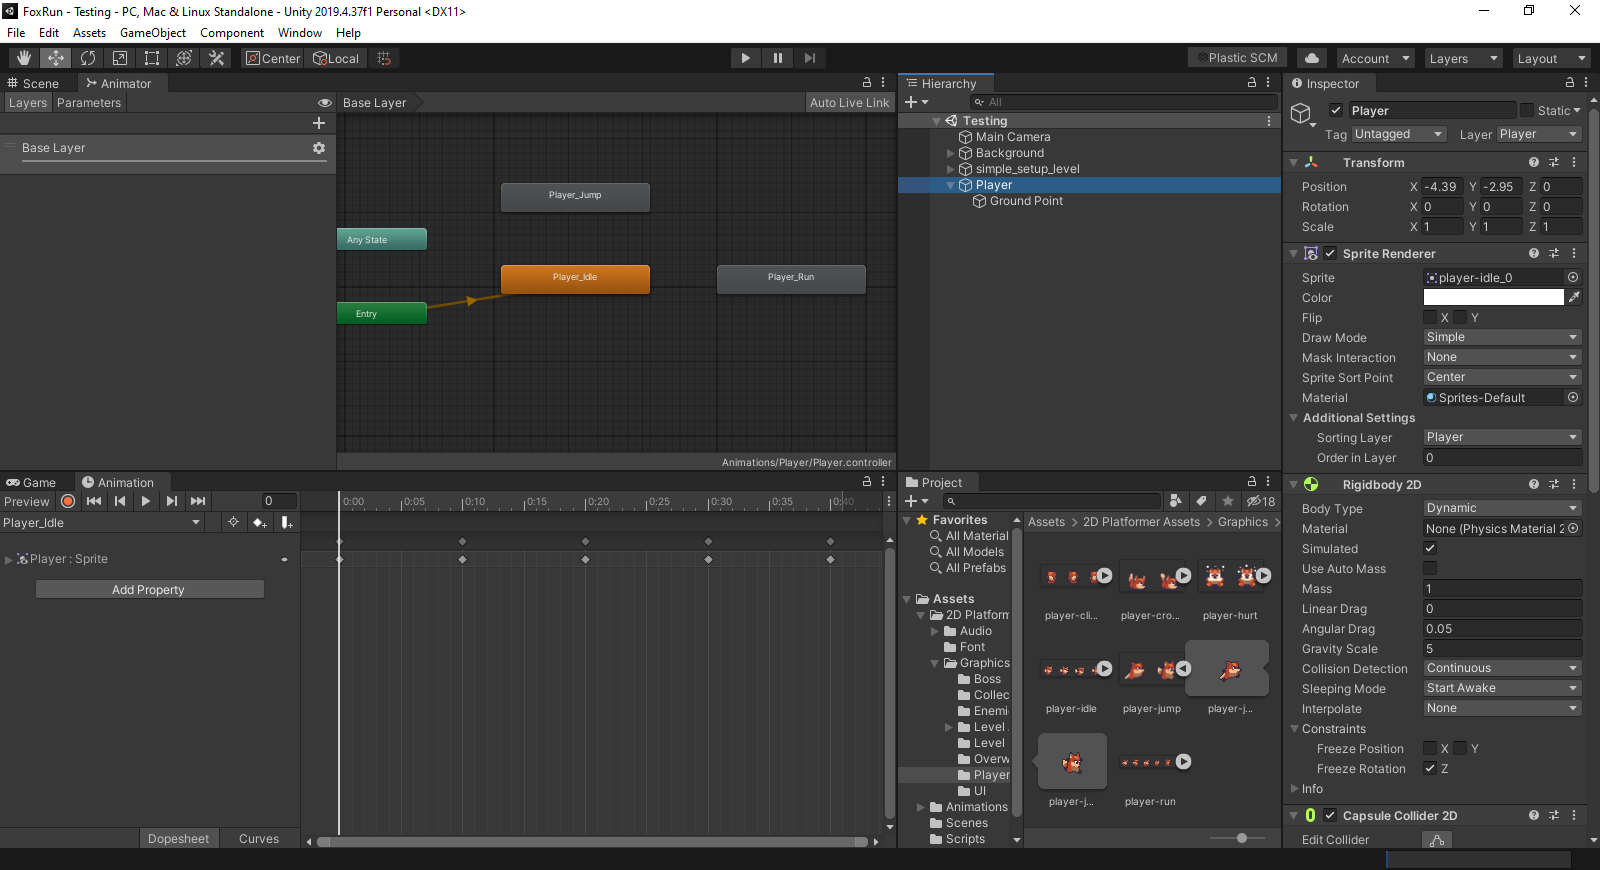 FoxRun - Testing - PC, Mac & Linux Standalone - Unity 2019.4.37f1 Personal <DX11>
File Edit Assets GameObject Component Window Help
Center Local Plastic SCM Account Layers Layout
Scene Animator
Layers Parameters Base Layer Auto Live Link
Base Layer
Player_Jump
Any State
Player_Idle
Player_Run
Entry
Animations/Player/Player.controller
Hierarchy
All
Testing
Main Camera
Background
simple_setup_level
Player
Ground Point
Inspector
Player Static
Tag Untagged Layer Player
Transform
Position X -4.39 Y -2.95 Z 0
Rotation X 0 Y 0 Z 0
Scale X 1 Y 1 Z 1
Sprite Renderer
Sprite player-idle_0
Color
Flip X Y
Draw Mode Simple
Mask Interaction None
Sprite Sort Point Center
Material Sprites-Default
Additional Settings
Sorting Layer Player
Order in Layer 0
Rigidbody 2D
Body Type Dynamic
Material None (Physics Material 2
Simulated
Use Auto Mass
Mass 1
Linear Drag 0
Angular Drag 0.05
Gravity Scale 5
Collision Detection Continuous
Sleeping Mode Start Awake
Interpolate None
Constraints
Freeze Position X Y
Freeze Rotation Z
Info
Capsule Collider 2D
Edit Collider
Game Animation
Preview 0 0:00 0:05 0:10 0:15 0:20 0:25 0:30 0:35 0:40
Player_Idle
Player : Sprite
Add Property
Dopesheet Curves
Project
18
Favorites
All Material
All Models
All Prefabs
Assets
2D Platform
Audio
Font
Graphics
Boss
Collec
Enemi
Level
Level
Overw
Player
UI
Animations
Scenes
Scripts
Assets > 2D Platformer Assets > Graphics >
player-cli... player-cro... player-hurt
player-idle player-jump player-j...
player-j... player-run